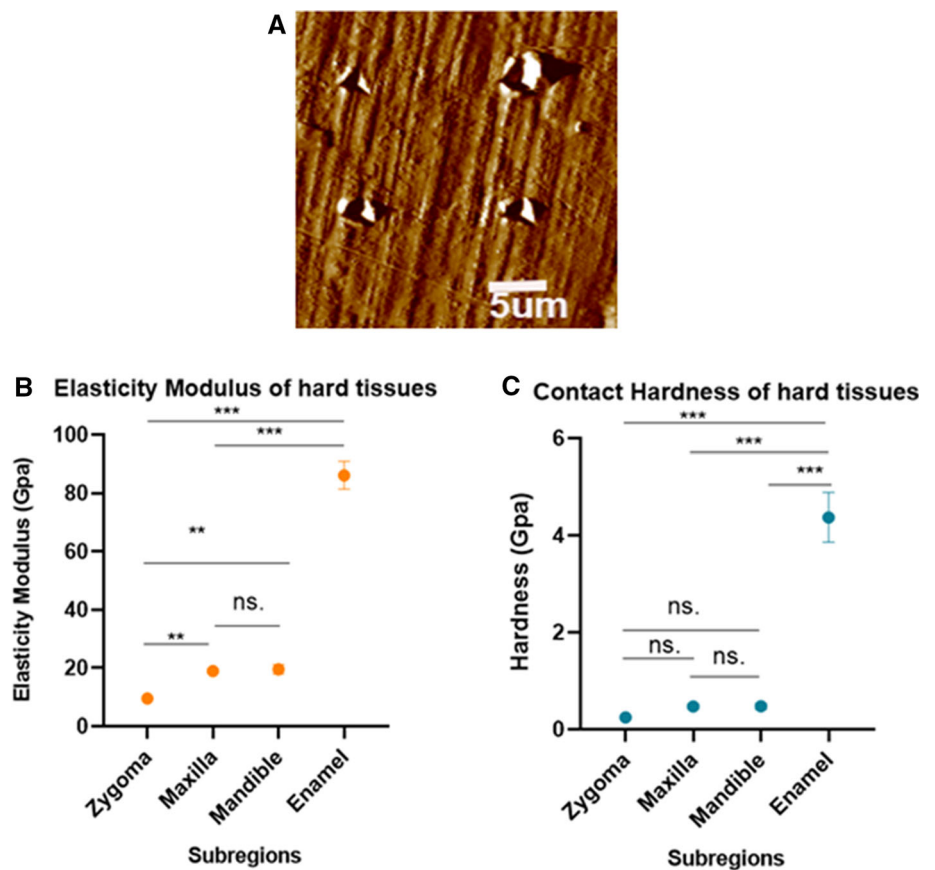 A
5um
B
Elasticity Modulus of hard tissues
***
***
**
ns.
**
100
80
60
40
20
0
Elasticity Modulus (Gpa)
Zygoma
Maxilla
Mandible
Enamel
Subregions
C
Contact Hardness of hard tissues
***
***
***
ns.
ns.
ns.
6
4
2
0
Hardness (Gpa)
Zygoma
Maxilla
Mandible
Enamel
Subregions